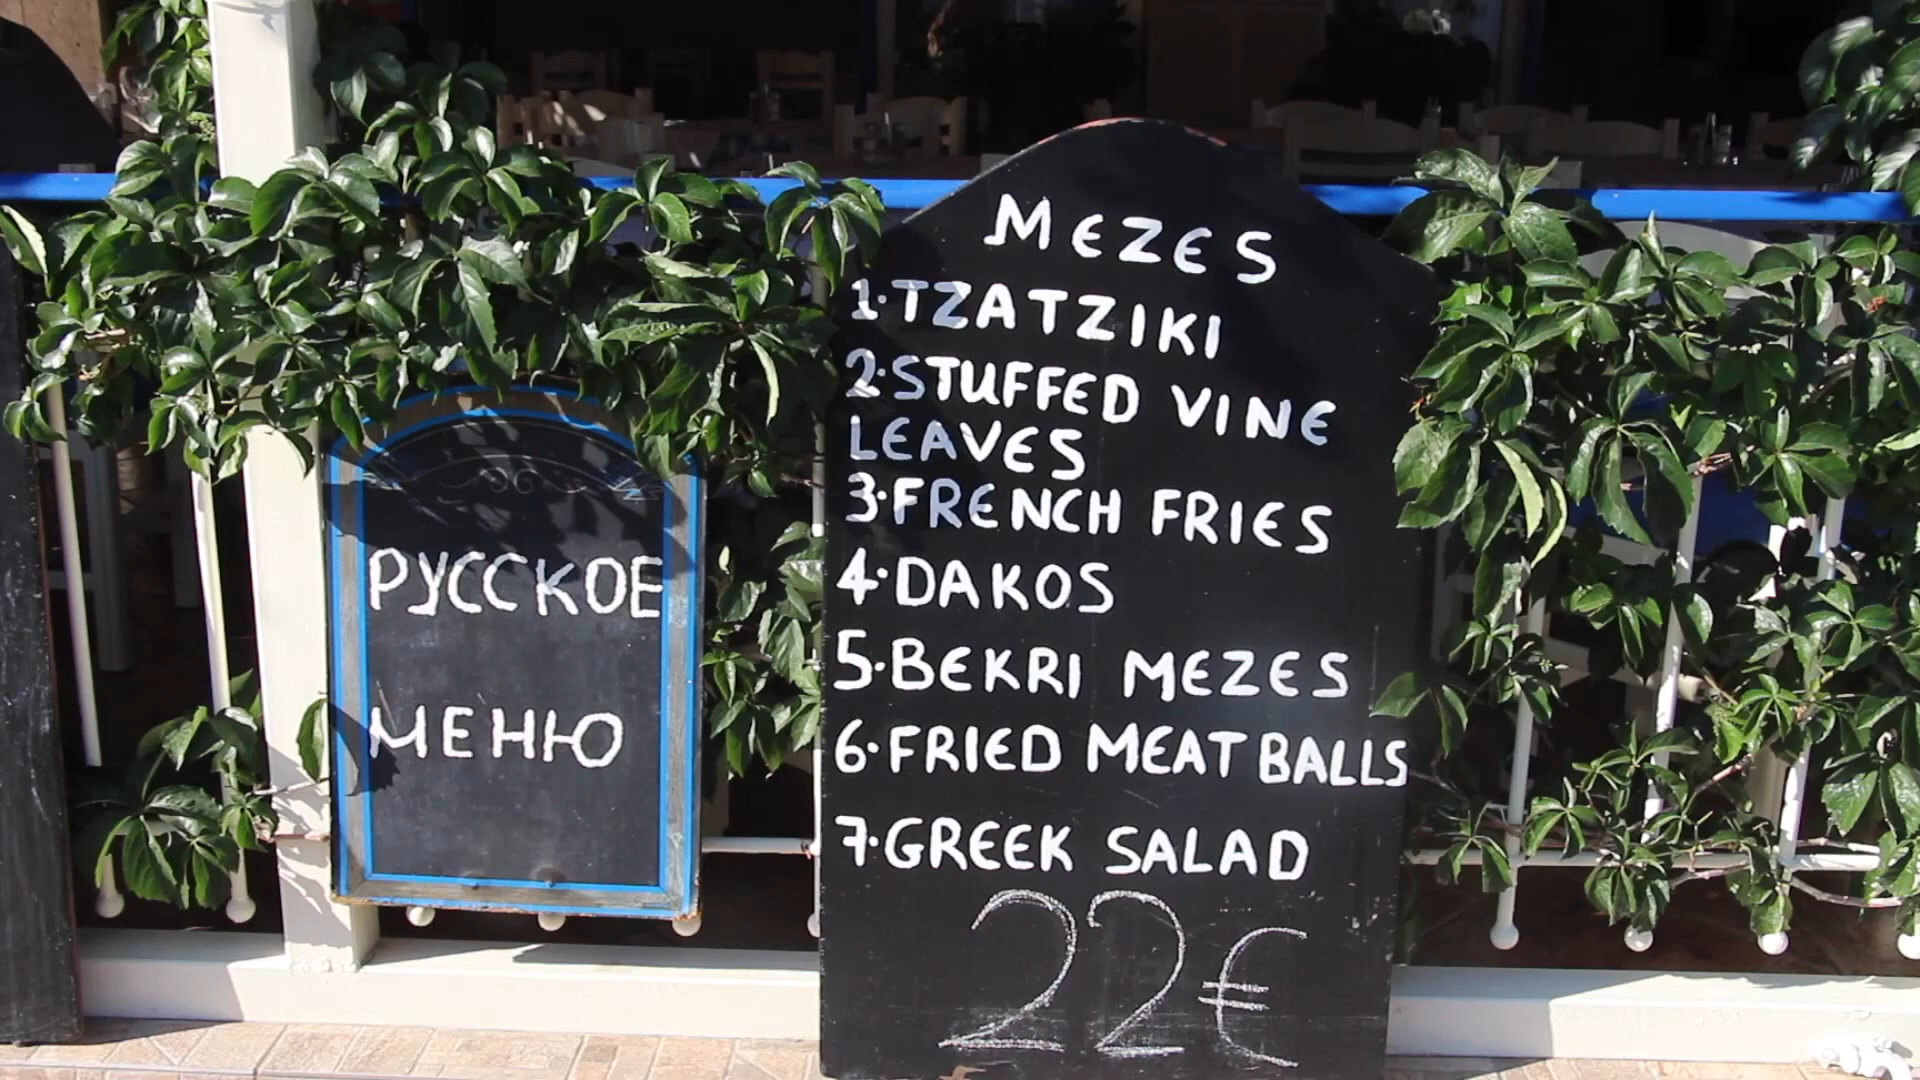 РУССКОЕ
МЕНЮ
MEZES
1·TZATZIKI
2·STUFFED VINE
LEAVES
3·FRENCH FRIES
4·DAKOS
5·BEKRI MEZES
6·FRIED MEAT BALLS
7·GREEK SALAD
22€